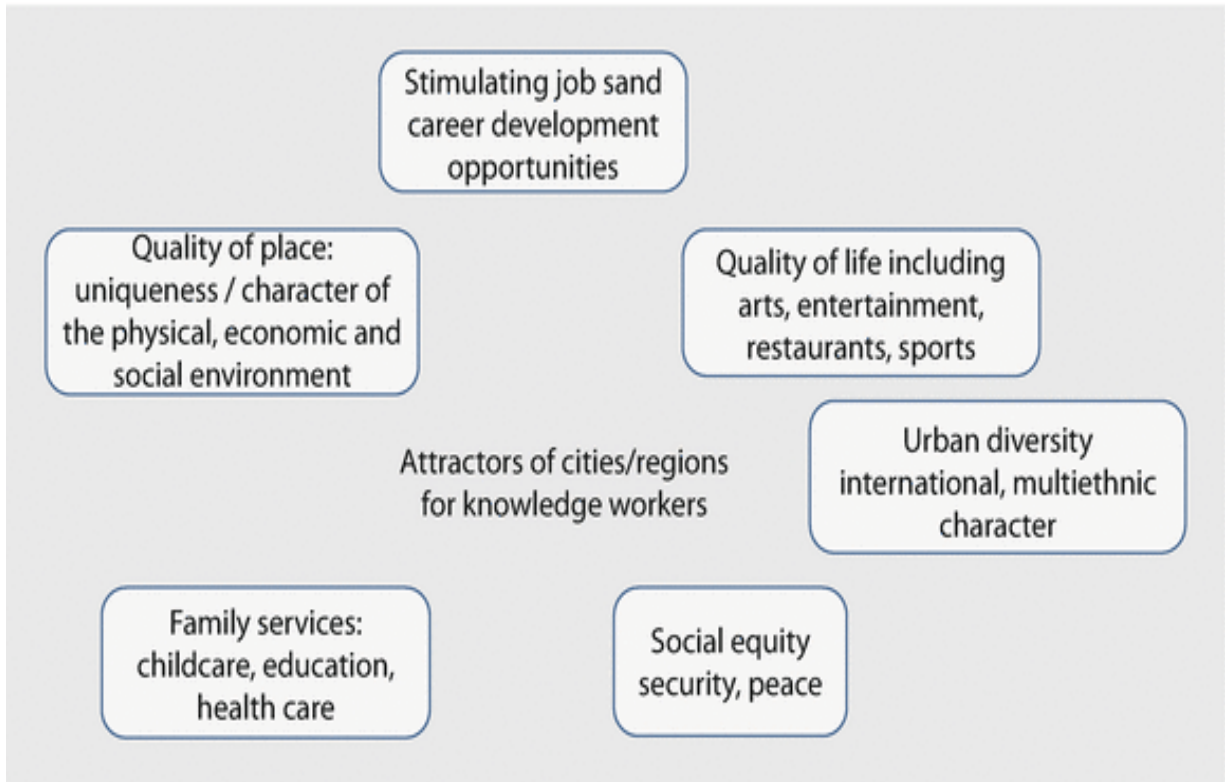 Stimulating job sand
career development
opportunities
Quality of place:
uniqueness / character of
the physical, economic and
social environment
Quality of life including
arts, entertainment,
restaurants, sports
Attractors of cities/regions
for knowledge workers
Urban diversity
international, multiethnic
character
Family services:
childcare, education,
health care
Social equity
security, peace